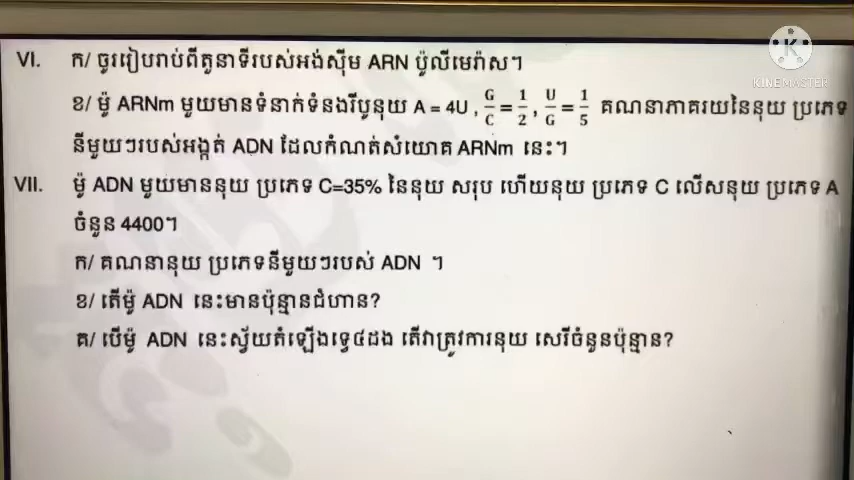 KINEMASTER
VI. ក/ ចូររៀបរាប់ពីតួនាទីរបស់អង់ស៊ីម ARN ប៉ូលីមេរ៉ាស។
ខ/ ម៉ូ ARNm មួយមានទំនាក់ទំនងរីបូនុយ A = 4U , G/C = 1/2 , U/G = 1/5 គណនាភាគរយនៃនុយ ប្រភេទ
នីមួយៗរបស់អង្កត់ ADN ដែលកំណត់សំយោគ ARNm នេះ។
VII. ម៉ូ ADN មួយមាននុយ ប្រភេទ C=35% នៃនុយ សរុប ហើយនុយ ប្រភេទ C លើសនុយ ប្រភេទ A
ចំនួន 4400។
ក/ គណនានុយ ប្រភេទនីមួយៗរបស់ ADN ។
ខ/ តើម៉ូ ADN នេះមានប៉ុន្មានជំហាន?
គ/ បើម៉ូ ADN នេះស្វ័យតំឡើងទ្វេ៤ដង តើវាត្រូវការនុយ សេរីចំនួនប៉ុន្មាន?